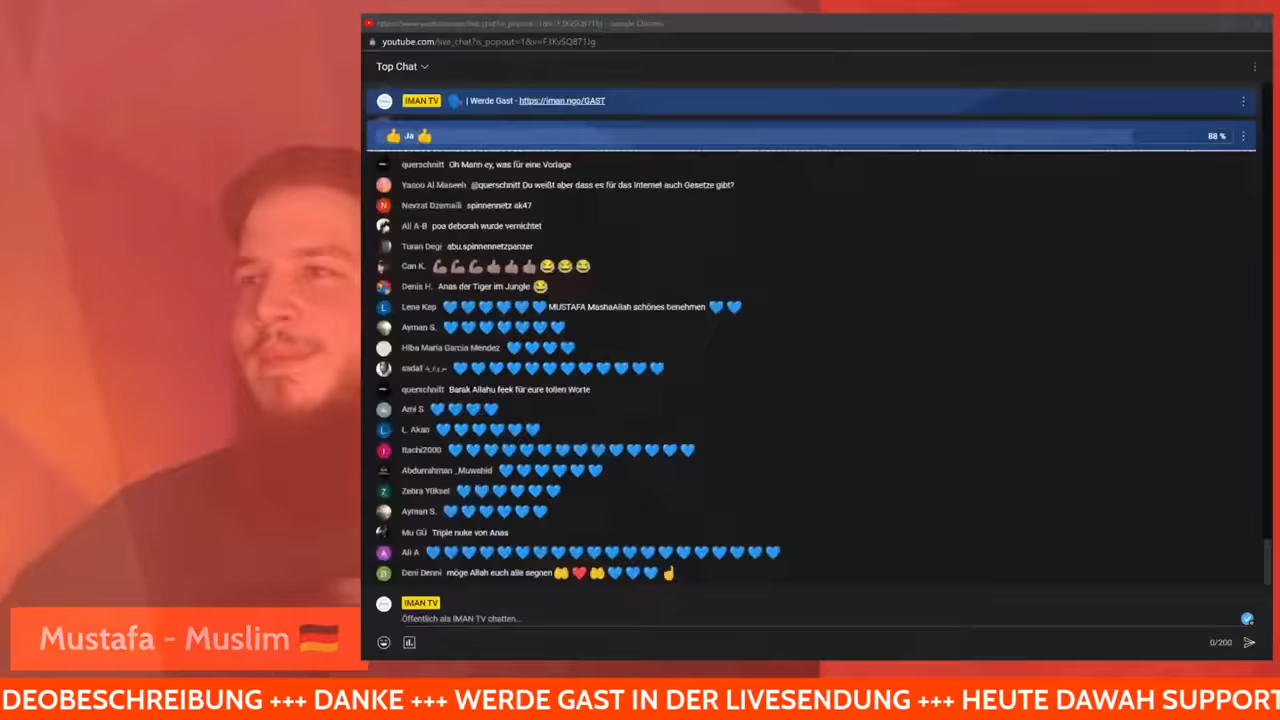 youtube.com/live_chat?is_popout=1&v=F3KvSQ871Jg
Top Chat
IMAN TV 🗣 | Werde Gast - https://iman.ngo/GAST
👍 Ja 👍 88 %
querschnitt Oh Mann ey, was für eine Vorlage
Yasoo Al Maseeh @querschnitt Du weißt aber dass es für das Internet auch Gesetze gibt?
Nevzat Dzemaili spinnennetz ak47
Ali A-B poa deborah wurde vernichtet
Turan Degi abu.spinnennetzpanzer
Can K. 💪💪💪👍👍👍😂😂😂
Denis H. Anas der Tiger im Jungle 😂
Lena Kap 💙💙💙💙💙💙MUSTAFA MashaAllah schönes benehmen 💙💙
Ayman S. 💙💙💙💙💙💙💙
Hiba Maria Garcia Mendez 💙💙💙💙
sadaf 💙💙💙💙💙💙💙💙💙💙💙💙
querschnitt Barak Allahu feek für eure tollen Worte
Ami S 💙💙💙💙
L. Akan 💙💙💙💙💙💙
Itachi2000 💙💙💙💙💙💙💙💙💙💙💙💙💙💙
Abdurrahman _Muwahid 💙💙💙💙💙💙
Zehra Yüksel 💙💙💙💙💙💙
Ayman S. 💙💙💙💙💙💙
Mu GÜ Triple nuke von Anas
Ali A 💙💙💙💙💙💙💙💙💙💙💙💙💙💙💙💙💙💙💙💙
Deni Denni möge Allah euch alle segnen 🤲❤️🤲💙💙💙☝
IMAN TV
Öffentlich als IMAN TV chatten...
0/200
Mustafa - Muslim 🇩🇪
DEOBESCHREIBUNG +++ DANKE +++ WERDE GAST IN DER LIVESENDUNG +++ HEUTE DAWAH SUPPORT